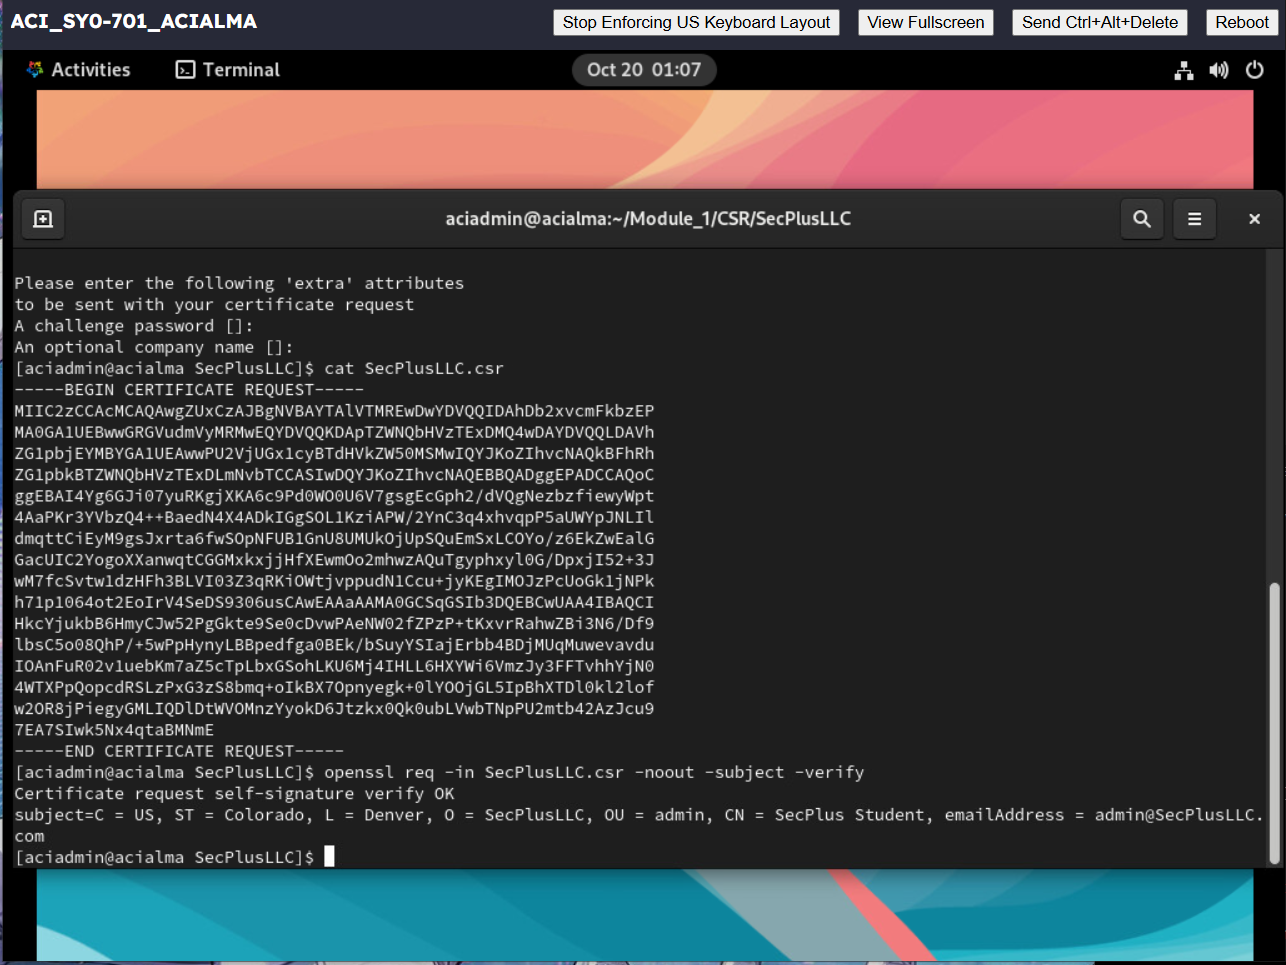 ACI_SY0-701_ACIALMA
Stop Enforcing US Keyboard Layout
View Fullscreen
Send Ctrl+Alt+Delete
Reboot
Activities
Terminal
Oct 20 01:07
aciadmin@acialma:~/Module_1/CSR/SecPlusLLC
Please enter the following 'extra' attributes
to be sent with your certificate request
A challenge password []:
An optional company name []:
[aciadmin@acialma SecPlusLLC]$ cat SecPlusLLC.csr
-----BEGIN CERTIFICATE REQUEST-----
MIIC2zCCAcMCAQAwgZUxCzAJBgNVBAYTAlVTMREwDwYDVQQIDAhDb2xvcmFkbzEP
MA0GA1UEBwwGRGVudmVyMRMwEQYDVQQKDApTZWNQbHVzTExDMQ4wDAYDVQQLDAVh
ZG1pbjEYMBYGA1UEAwwPU2VjUGx1cyBTdHVkZW50MSMwIQYJKoZIhvcNAQkBFhRh
ZG1pbkBTZWNQbHVzTExDLmNvbTCCASIwDQYJKoZIhvcNAQEBBQADggEPADCCAQoC
ggEBAI4Yg6GJi07yuRKgjXKA6c9Pd0WO0U6V7gsgEcGph2/dVQgNezbzfiewyWpt
4AaPKr3YVbzQ4++BaedN4X4ADkIGgSOL1KziAPW/2YnC3q4xhvqpP5aUWYpJNLIl
dmqttCiEyM9gsJxrta6fwSOpNFUB1GnU8UMUkOjUpSQuEmSxLCOYo/z6EkZwEalG
GacUIC2YogoXXanwqtCGGMxkxjjHfXEwmOo2mhwzAQuTgyphxyl0G/DpxjI52+3J
wM7fcSvtw1dzHFh3BLVI03Z3qRKiOWtjvppudN1Ccu+jyKEgIMOJzPcUoGk1jNPk
h71p1064ot2EoIrV4SeDS9306usCAwEAAaAAMA0GCSqGSIb3DQEBCwUAA4IBAQCI
HkcYjukbB6HmyCJw52PgGkte9Se0cDvwPAeNW02fZPzP+tKxvrRahwZBi3N6/Df9
lbsC5o08QhP/+5wPpHynyLBBpedfga0BEk/bSuyYSIajErbb4BDjMUqMuwevavdu
IOAnFuR02v1uebKm7aZ5cTpLbxGSohLKU6Mj4IHLL6HXYWi6VmzJy3FFTvhhYjN0
4WTXPpQopcdRSLzPxG3zS8bmq+oIkBX7Opnyegk+0lYOOjGL5IpBhXTDl0kl2lof
w2OR8jPiegyGMLIQDlDtWVOMnzYyokD6Jtzkx0Qk0ubLVwbTNpPU2mtb42AzJcu9
7EA7SIwk5Nx4qtaBMNmE
-----END CERTIFICATE REQUEST-----
[aciadmin@acialma SecPlusLLC]$ openssl req -in SecPlusLLC.csr -noout -subject -verify
Certificate request self-signature verify OK
subject=C = US, ST = Colorado, L = Denver, O = SecPlusLLC, OU = admin, CN = SecPlus Student, emailAddress = admin@SecPlusLLC.
com
[aciadmin@acialma SecPlusLLC]$